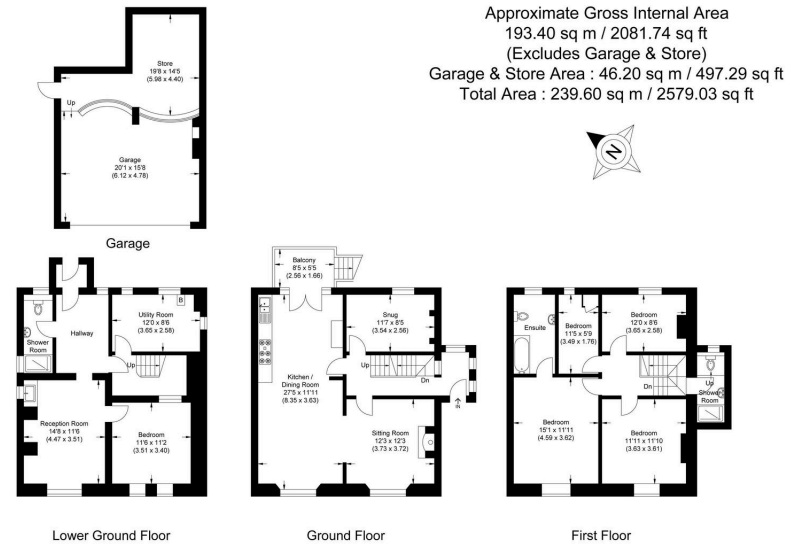 Approximate Gross Internal Area
193.40 sq m / 2081.74 sq ft
(Excludes Garage & Store)
Garage & Store Area : 46.20 sq m / 497.29 sq ft
Total Area : 239.60 sq m / 2579.03 sq ft
N
Store
19'8 x 14'5
(5.98 x 4.40)
Up
Garage
20'1 x 15'8
(6.12 x 4.78)
Garage
Shower
Room
Hallway
Utility Room
12'0 x 8'6
(3.65 x 2.58)
B
Up
Reception Room
14'8 x 11'6
(4.47 x 3.51)
Bedroom
11'6 x 11'2
(3.51 x 3.40)
Lower Ground Floor
Balcony
8'5 x 5'5
(2.56 x 1.66)
Snug
11'7 x 8'5
(3.54 x 2.56)
Kitchen /
Dining Room
27'5 x 11'11
(8.35 x 3.63)
Up
Dn
IN
Sitting Room
12'3 x 12'3
(3.73 x 3.72)
Ground Floor
Ensuite
Bedroom
11'5 x 5'9
(3.49 x 1.76)
Bedroom
12'0 x 8'6
(3.65 x 2.58)
Dn
Up
Shower
Room
Bedroom
15'1 x 11'11
(4.59 x 3.62)
Bedroom
11'11 x 11'10
(3.63 x 3.61)
First Floor